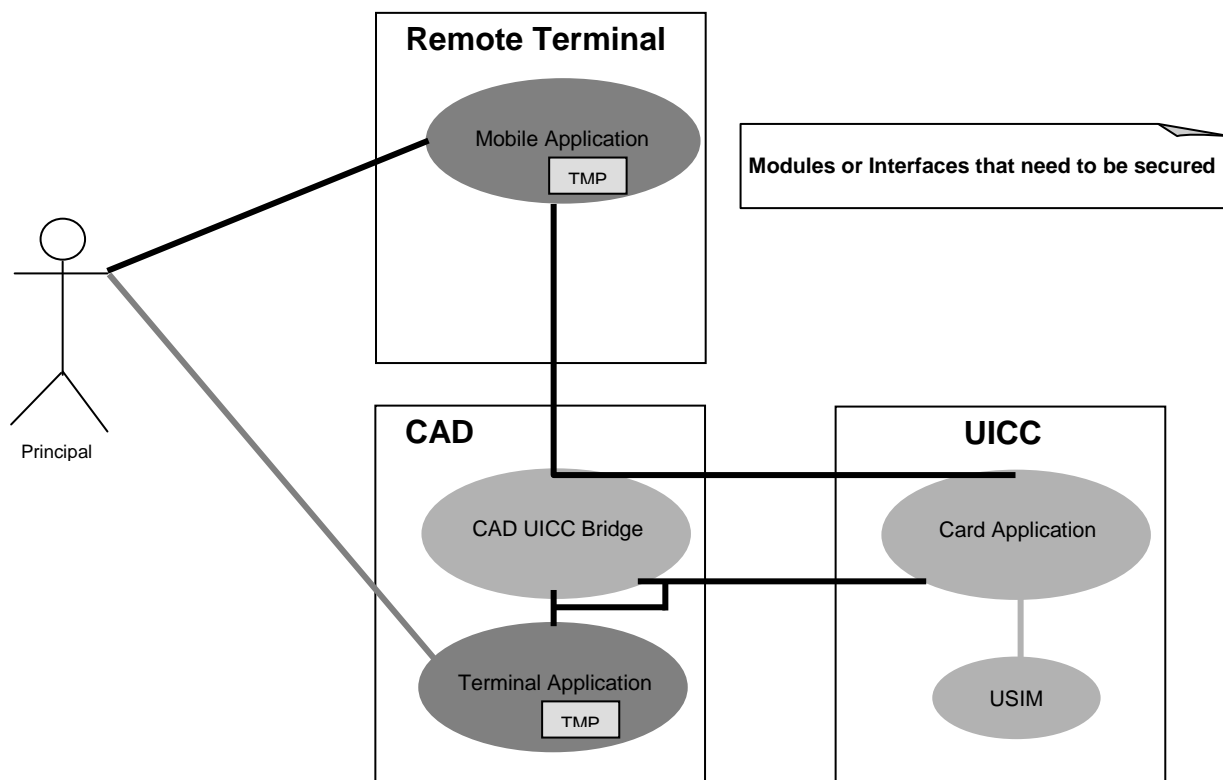 Remote Terminal
Mobile Application
TMP
Modules or Interfaces that need to be secured
Principal
CAD
UICC
CAD UICC Bridge
Card Application
Terminal Application
TMP
USIM